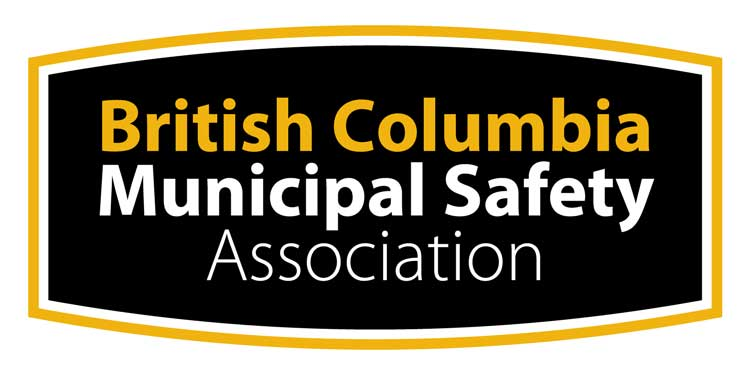 British Columbia
Municipal Safety
Association